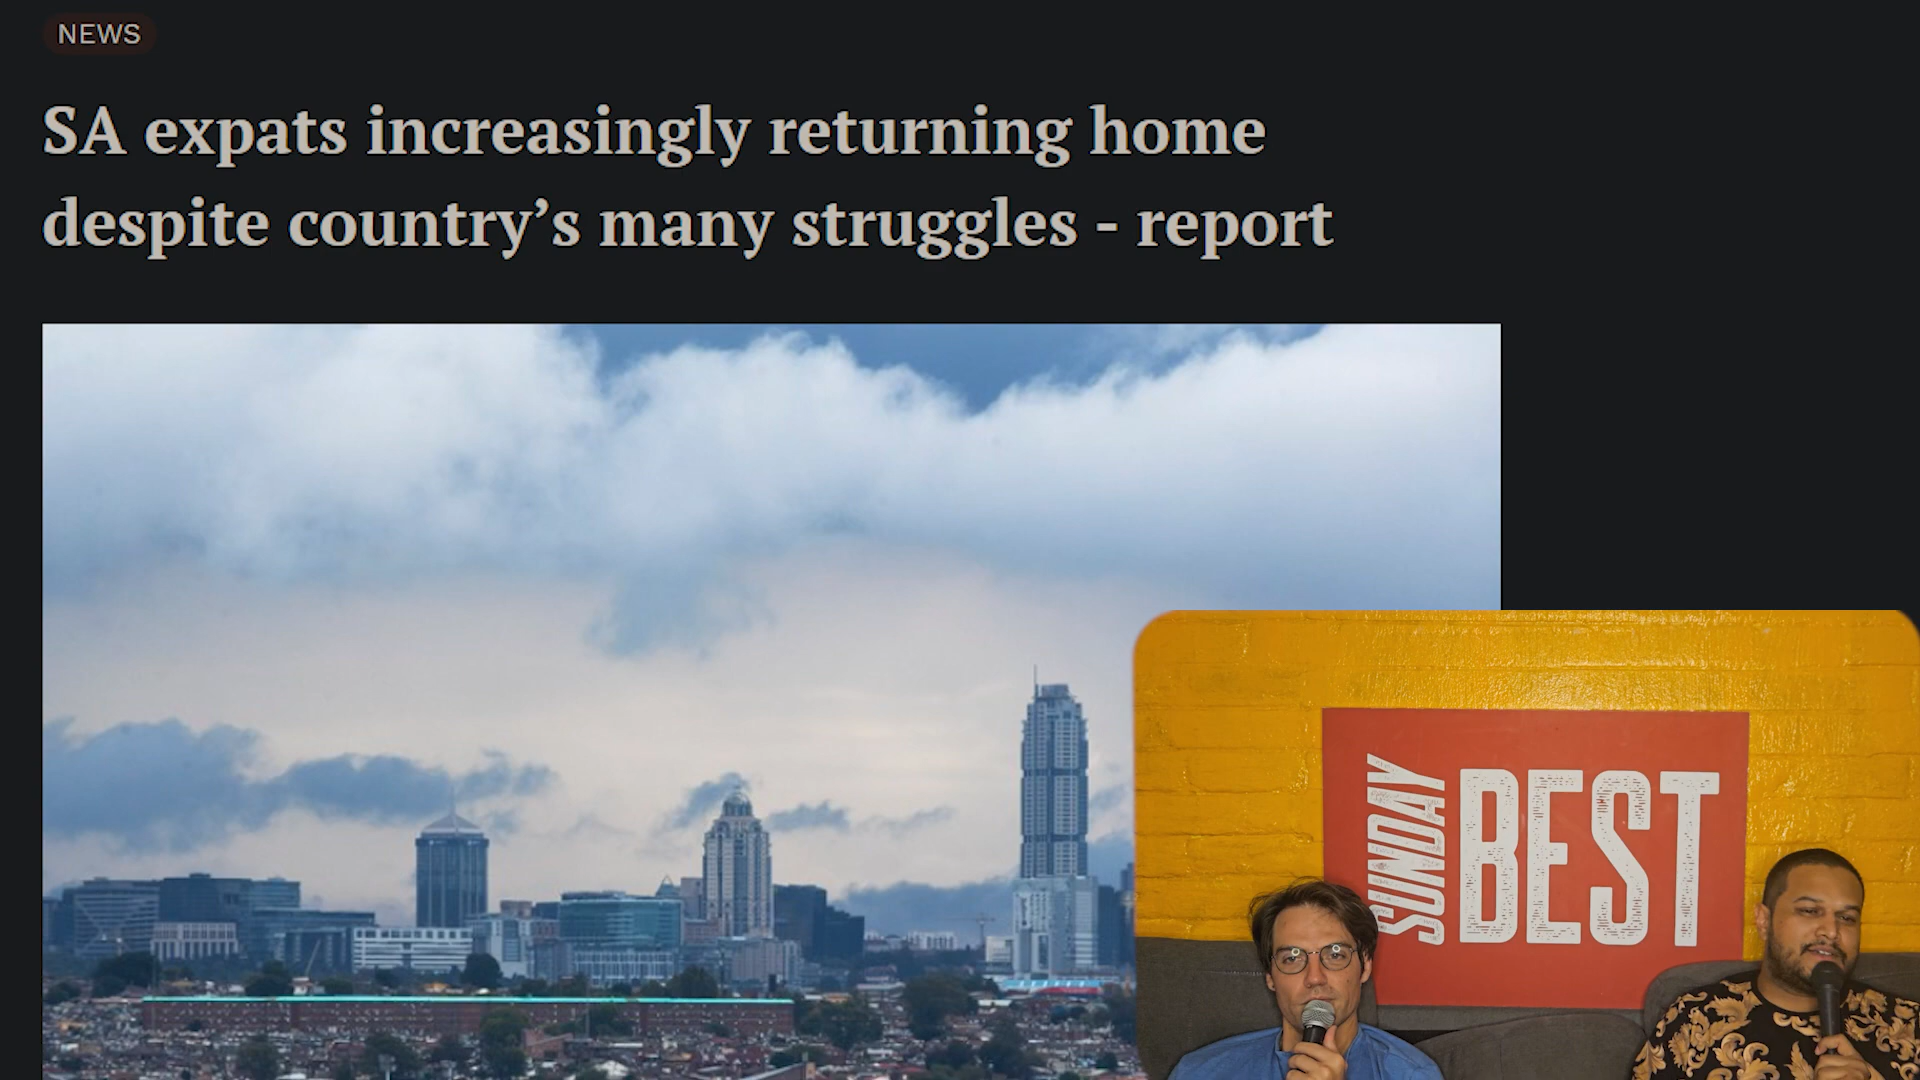 NEWS
SA expats increasingly returning home
despite country’s many struggles - report
SUNDAY
BEST